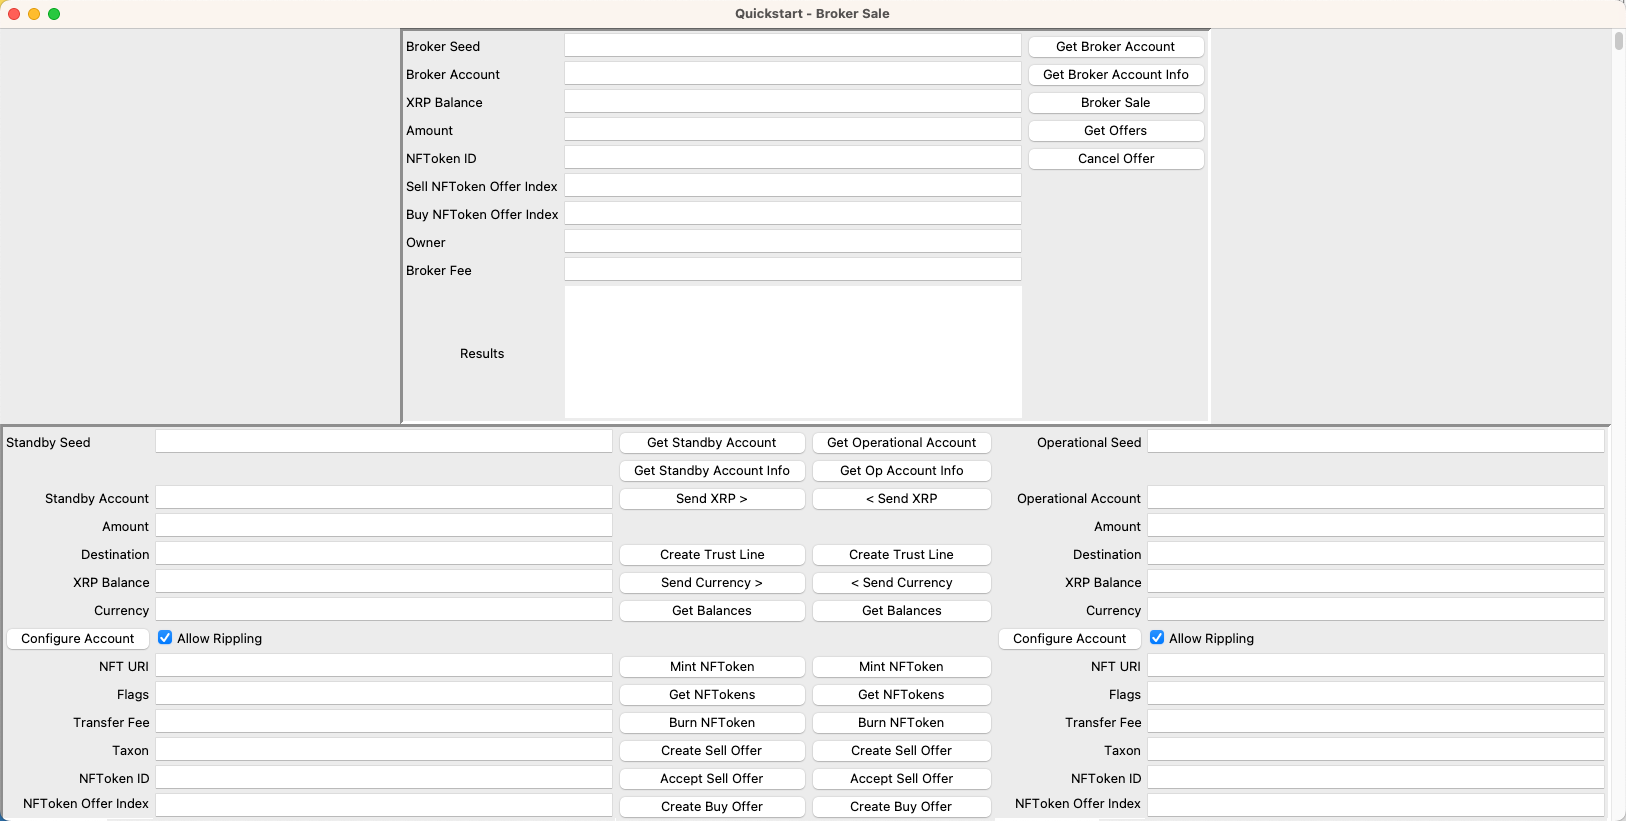 Quickstart - Broker Sale
Broker Seed Get Broker Account
Broker Account Get Broker Account Info
XRP Balance Broker Sale
Amount Get Offers
NFToken ID Cancel Offer
Sell NFToken Offer Index
Buy NFToken Offer Index
Owner
Broker Fee
Results
Standby Seed Get Standby Account Get Operational Account Operational Seed
Get Standby Account Info Get Op Account Info
Standby Account Send XRP > < Send XRP Operational Account
Amount Amount
Destination Create Trust Line Create Trust Line Destination
XRP Balance Send Currency > < Send Currency XRP Balance
Currency Get Balances Get Balances Currency
Configure Account Allow Rippling Configure Account Allow Rippling
NFT URI Mint NFToken Mint NFToken NFT URI
Flags Get NFTokens Get NFTokens Flags
Transfer Fee Burn NFToken Burn NFToken Transfer Fee
Taxon Create Sell Offer Create Sell Offer Taxon
NFToken ID Accept Sell Offer Accept Sell Offer NFToken ID
NFToken Offer Index Create Buy Offer Create Buy Offer NFToken Offer Index